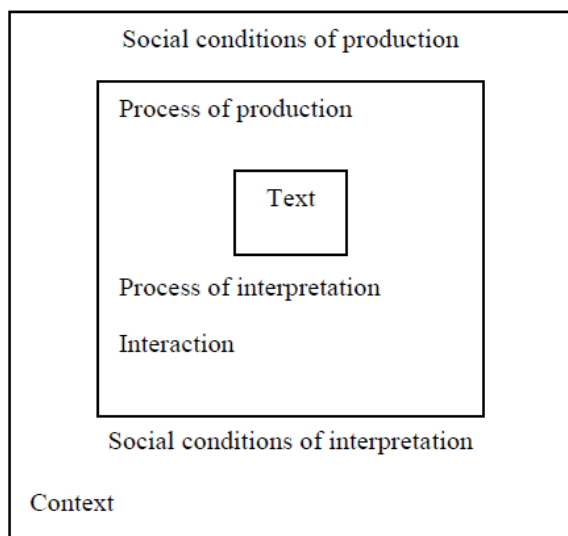 Social conditions of production
Process of production
Text
Process of interpretation
Interaction
Social conditions of interpretation
Context